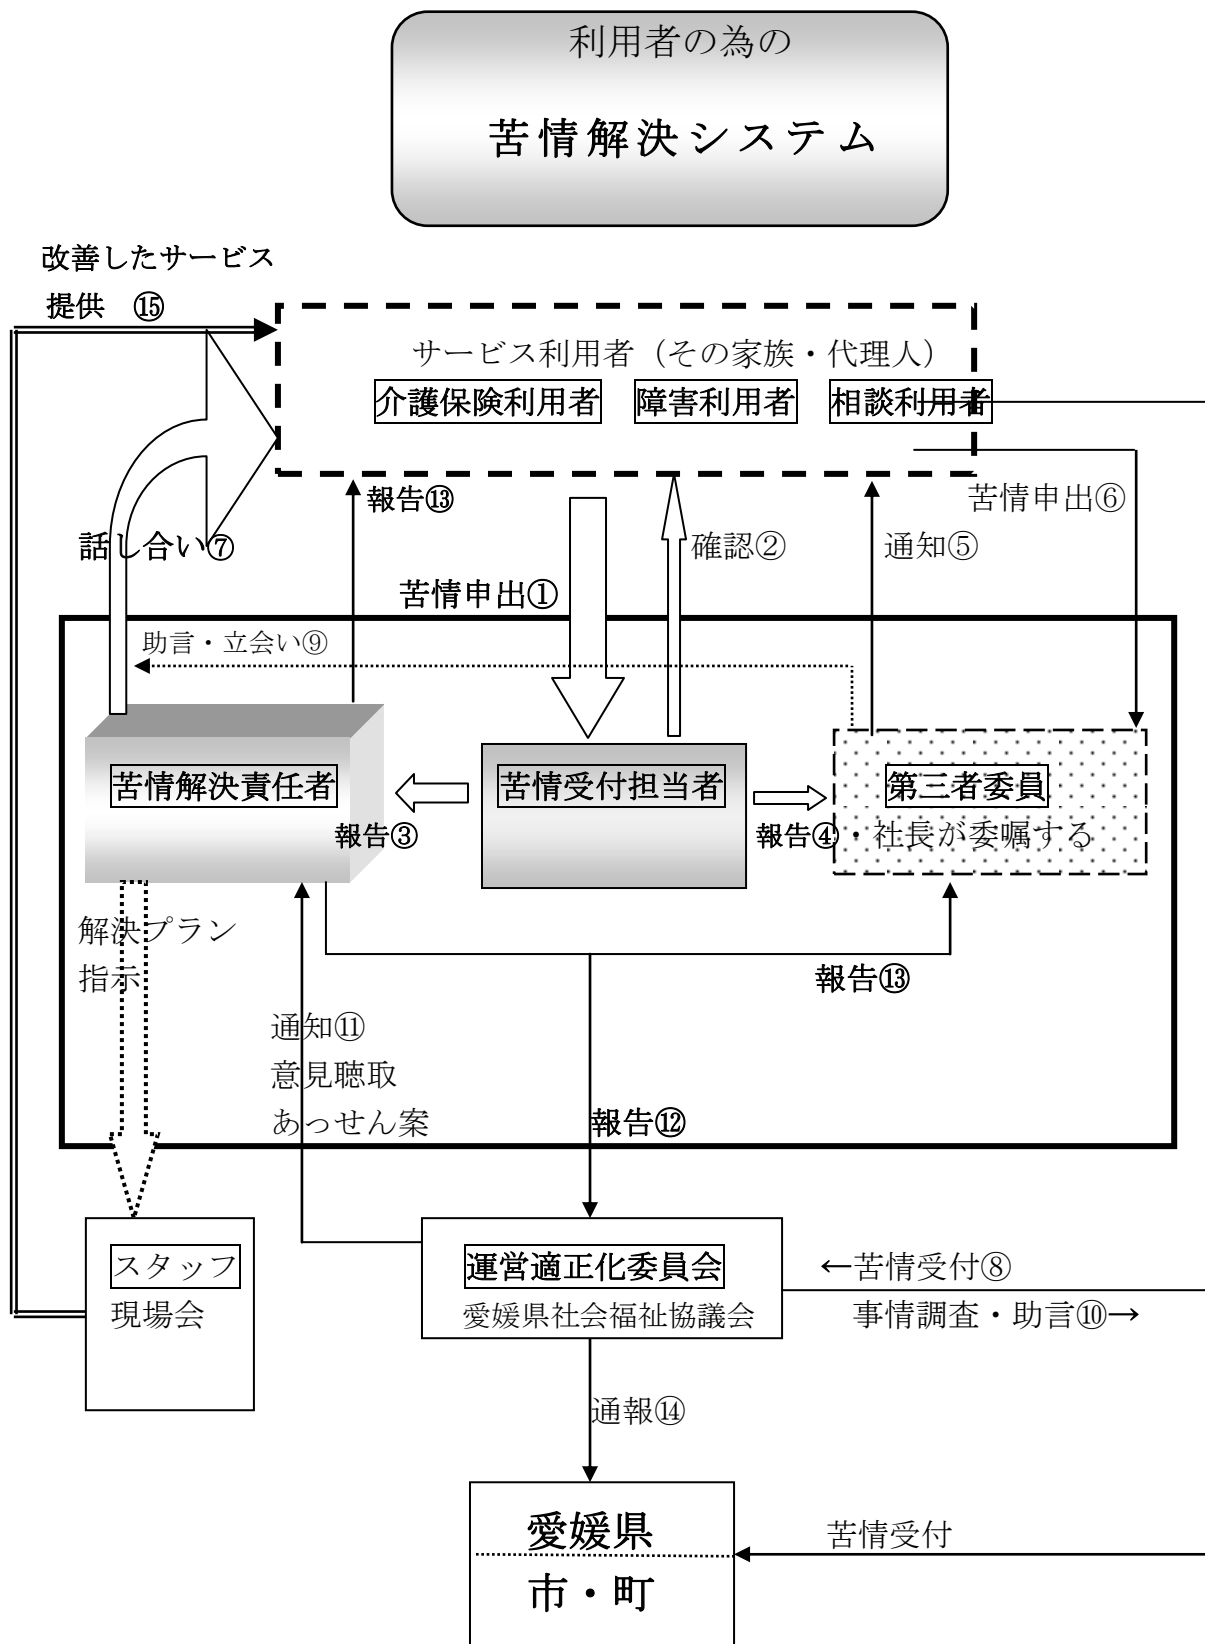 利用者の為の
苦情解決システム
改善したサービス
提供 ⑮
サービス利用者（その家族・代理人）
介護保険利用者 障害利用者 相談利用者
報告⑬
苦情申出⑥
話し合い⑦
確認②
通知⑤
苦情申出①
助言・立会い⑨
苦情解決責任者
苦情受付担当者
第三者委員
報告③
報告④
・社長が委嘱する
解決プラン
指示
報告⑬
通知⑪
意見聴取
あっせん案
報告⑫
スタッフ
現場会
運営適正化委員会
愛媛県社会福祉協議会
←苦情受付⑧
事情調査・助言⑩→
通報⑭
愛媛県
市・町
苦情受付